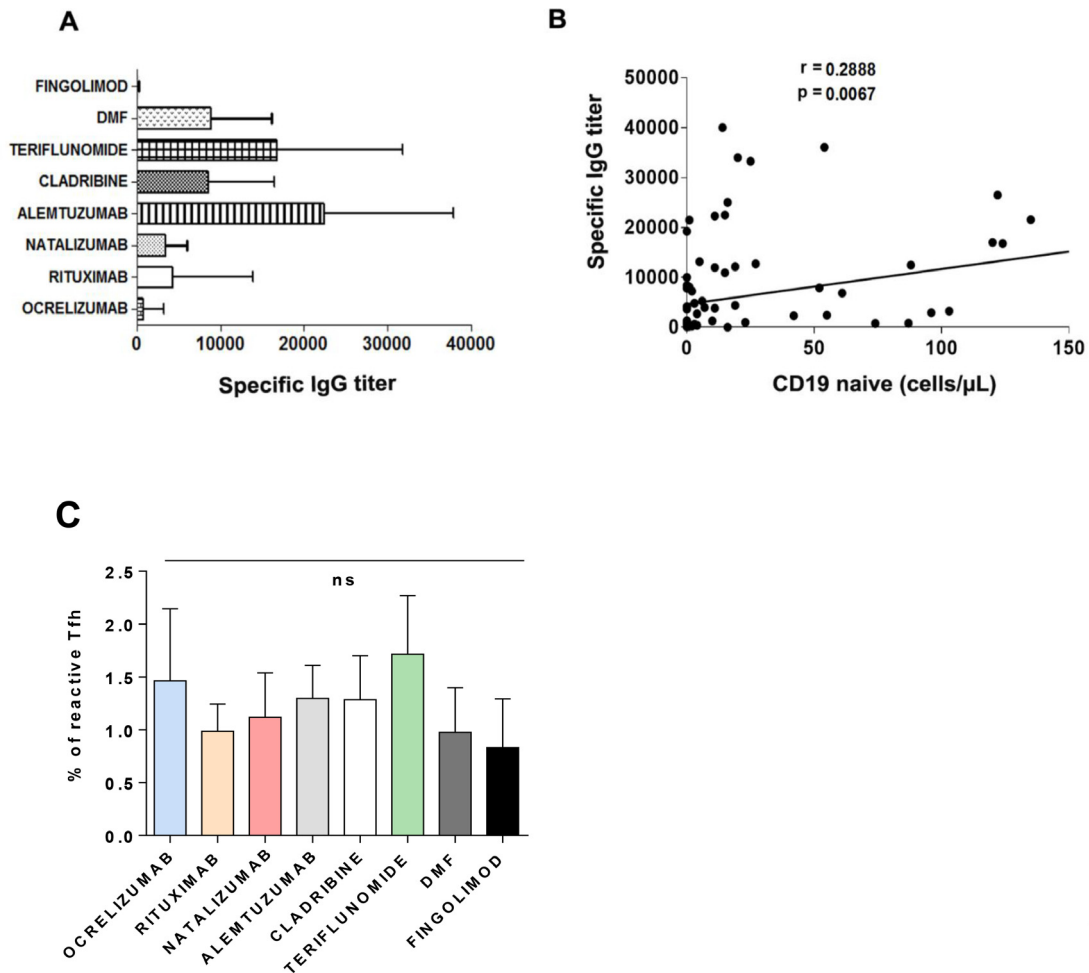 A
FINGOLIMOD
DMF
TERIFLUNOMIDE
CLADRIBINE
ALEMTUZUMAB
NATALIZUMAB
RITUXIMAB
OCRELIZUMAB
0 10000 20000 30000 40000
Specific IgG titer
B
r = 0.2888
p = 0.0067
50000
40000
30000
20000
10000
0
Specific IgG titer
0 50 100 150
CD19 naive (cells/µL)
C
ns
2.5
2.0
1.5
1.0
0.5
0.0
% of reactive Tfh
OCRELIZUMAB
RITUXIMAB
NATALIZUMAB
ALEMTUZUMAB
CLADRIBINE
TERIFLUNOMIDE
DMF
FINGOLIMOD